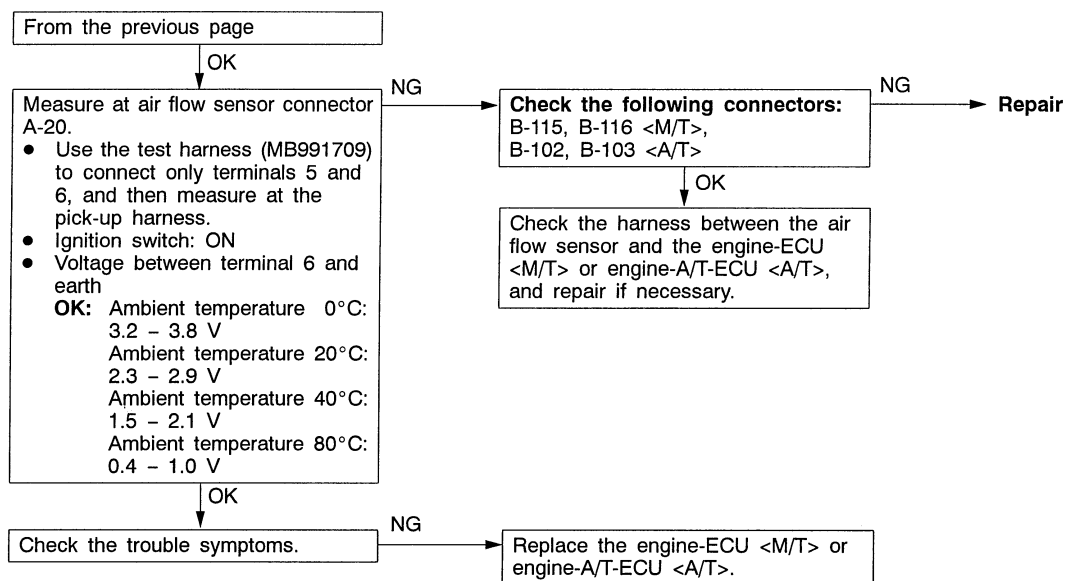 From the previous page
OK
Measure at air flow sensor connector
A-20.
● Use the test harness (MB991709)
to connect only terminals 5 and
6, and then measure at the
pick-up harness.
● Ignition switch: ON
● Voltage between terminal 6 and
earth
OK: Ambient temperature 0°C:
3.2 – 3.8 V
Ambient temperature 20°C:
2.3 – 2.9 V
Ambient temperature 40°C:
1.5 – 2.1 V
Ambient temperature 80°C:
0.4 – 1.0 V
NG
Check the following connectors:
B-115, B-116 <M/T>,
B-102, B-103 <A/T>
NG
Repair
OK
Check the harness between the air
flow sensor and the engine-ECU
<M/T> or engine-A/T-ECU <A/T>,
and repair if necessary.
OK
Check the trouble symptoms.
NG
Replace the engine-ECU <M/T> or
engine-A/T-ECU <A/T>.